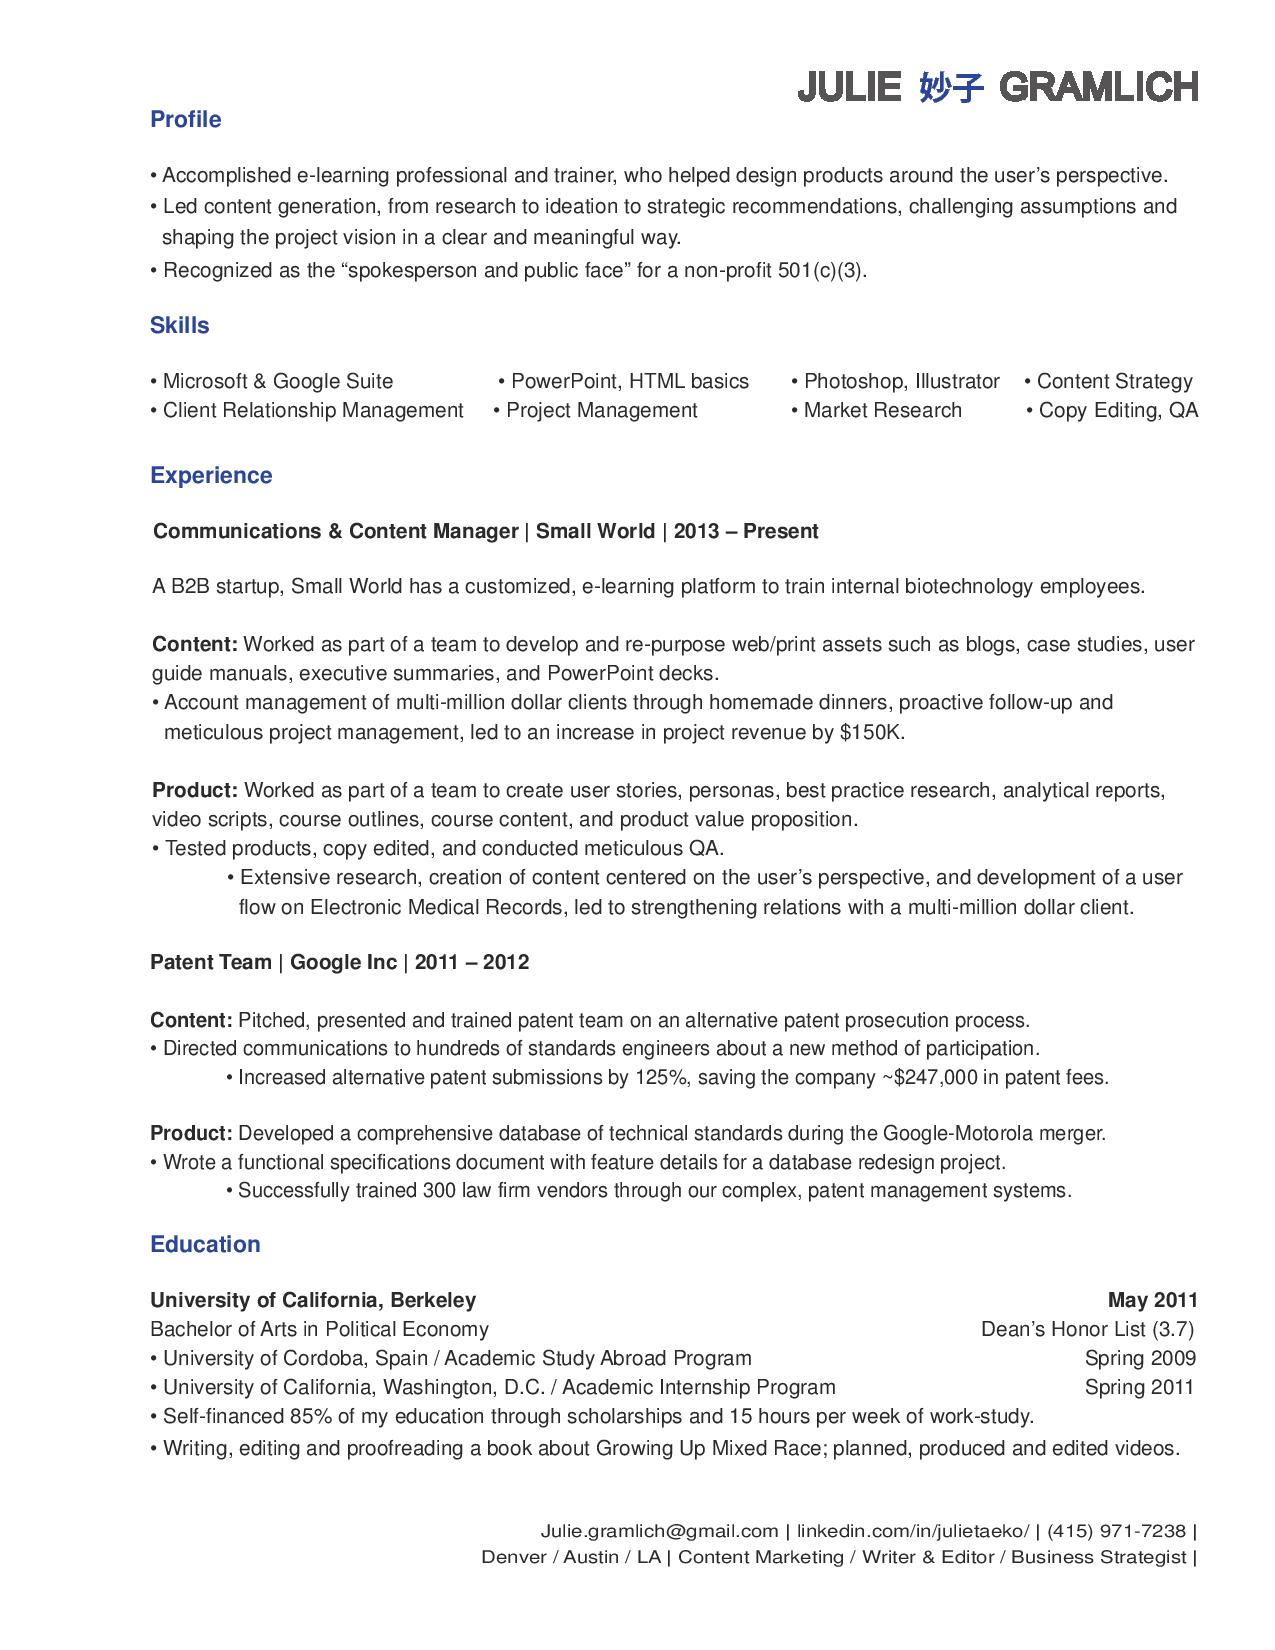 JULIE 妙子 GRAMLICH
Profile
• Accomplished e-learning professional and trainer, who helped design products around the user’s perspective.
• Led content generation, from research to ideation to strategic recommendations, challenging assumptions and
shaping the project vision in a clear and meaningful way.
• Recognized as the “spokesperson and public face” for a non-profit 501(c)(3).
Skills
• Microsoft & Google Suite • PowerPoint, HTML basics • Photoshop, Illustrator • Content Strategy
• Client Relationship Management • Project Management • Market Research • Copy Editing, QA
Experience
Communications & Content Manager | Small World | 2013 – Present
A B2B startup, Small World has a customized, e-learning platform to train internal biotechnology employees.
Content: Worked as part of a team to develop and re-purpose web/print assets such as blogs, case studies, user
guide manuals, executive summaries, and PowerPoint decks.
• Account management of multi-million dollar clients through homemade dinners, proactive follow-up and
meticulous project management, led to an increase in project revenue by $150K.
Product: Worked as part of a team to create user stories, personas, best practice research, analytical reports,
video scripts, course outlines, course content, and product value proposition.
• Tested products, copy edited, and conducted meticulous QA.
• Extensive research, creation of content centered on the user’s perspective, and development of a user
flow on Electronic Medical Records, led to strengthening relations with a multi-million dollar client.
Patent Team | Google Inc | 2011 – 2012
Content: Pitched, presented and trained patent team on an alternative patent prosecution process.
• Directed communications to hundreds of standards engineers about a new method of participation.
• Increased alternative patent submissions by 125%, saving the company ~$247,000 in patent fees.
Product: Developed a comprehensive database of technical standards during the Google-Motorola merger.
• Wrote a functional specifications document with feature details for a database redesign project.
• Successfully trained 300 law firm vendors through our complex, patent management systems.
Education
University of California, Berkeley May 2011
Bachelor of Arts in Political Economy Dean’s Honor List (3.7)
• University of Cordoba, Spain / Academic Study Abroad Program Spring 2009
• University of California, Washington, D.C. / Academic Internship Program Spring 2011
• Self-financed 85% of my education through scholarships and 15 hours per week of work-study.
• Writing, editing and proofreading a book about Growing Up Mixed Race; planned, produced and edited videos.
Julie.gramlich@gmail.com | linkedin.com/in/julietaeko/ | (415) 971-7238 |
Denver / Austin / LA | Content Marketing / Writer & Editor / Business Strategist |